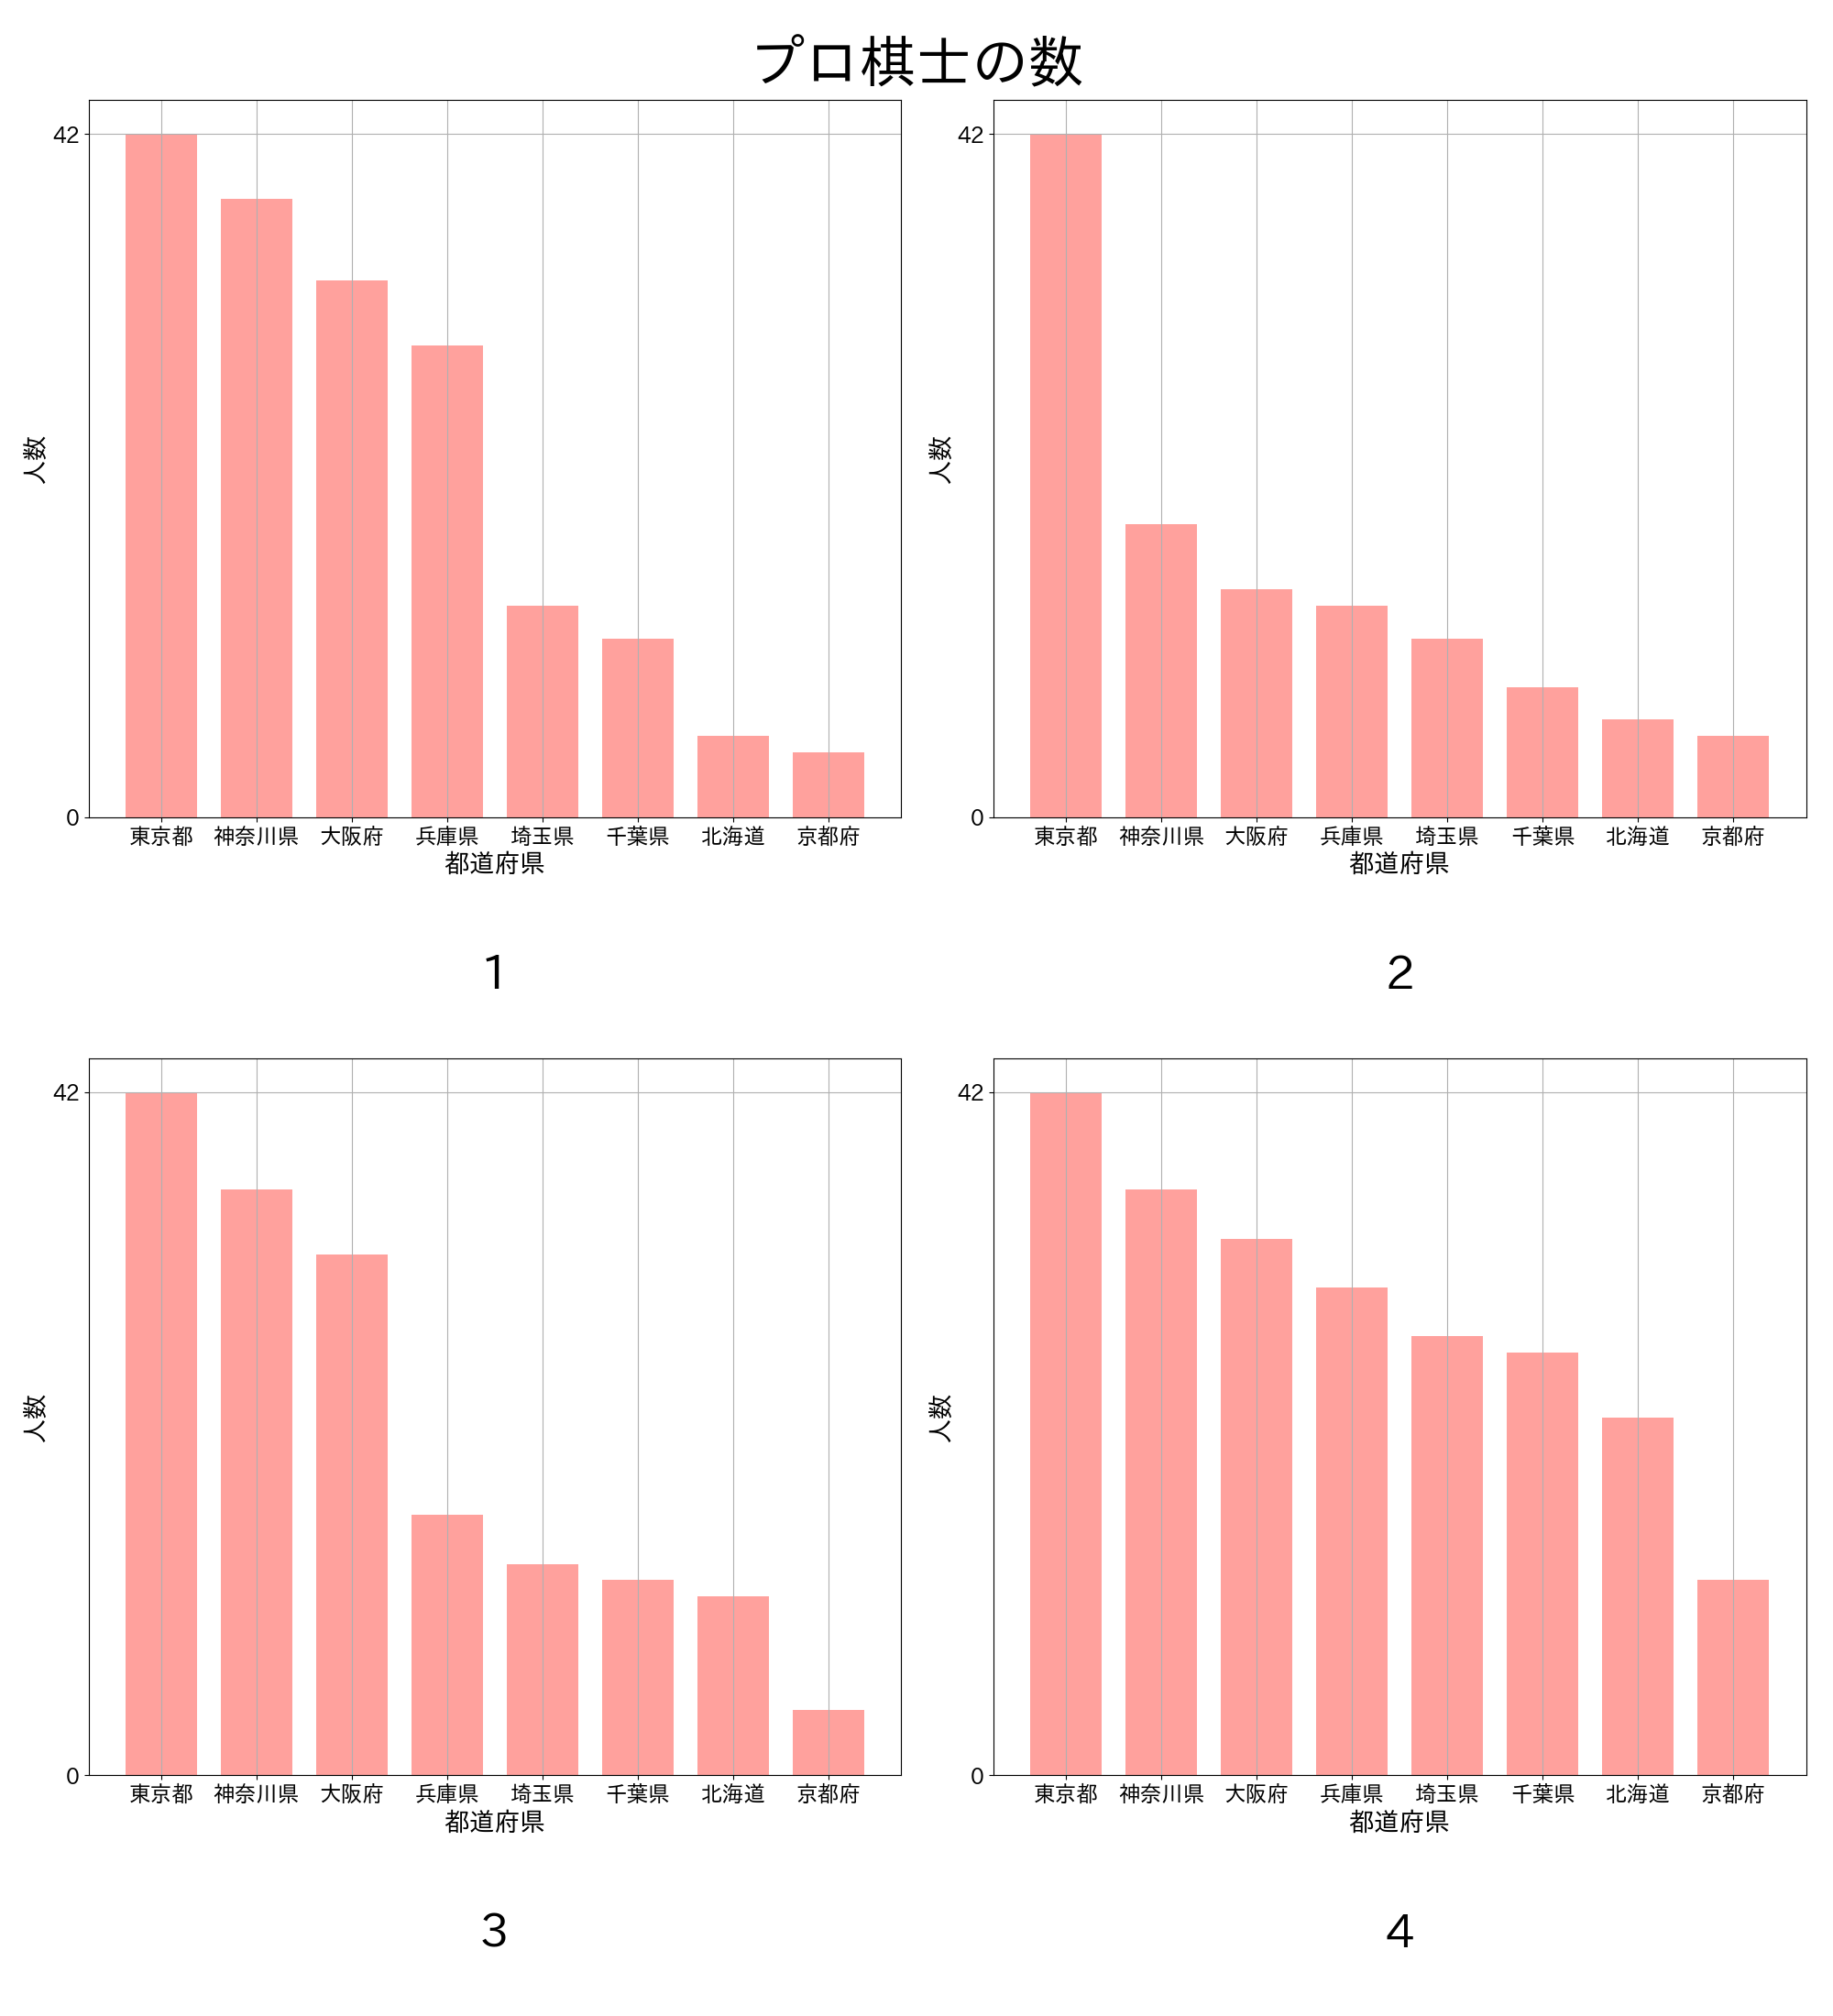 プロ棋士の数
42
0
人数
東京都 神奈川県 大阪府 兵庫県 埼玉県 千葉県 北海道 京都府
都道府県
1
42
0
人数
東京都 神奈川県 大阪府 兵庫県 埼玉県 千葉県 北海道 京都府
都道府県
2
42
0
人数
東京都 神奈川県 大阪府 兵庫県 埼玉県 千葉県 北海道 京都府
都道府県
3
42
0
人数
東京都 神奈川県 大阪府 兵庫県 埼玉県 千葉県 北海道 京都府
都道府県
4